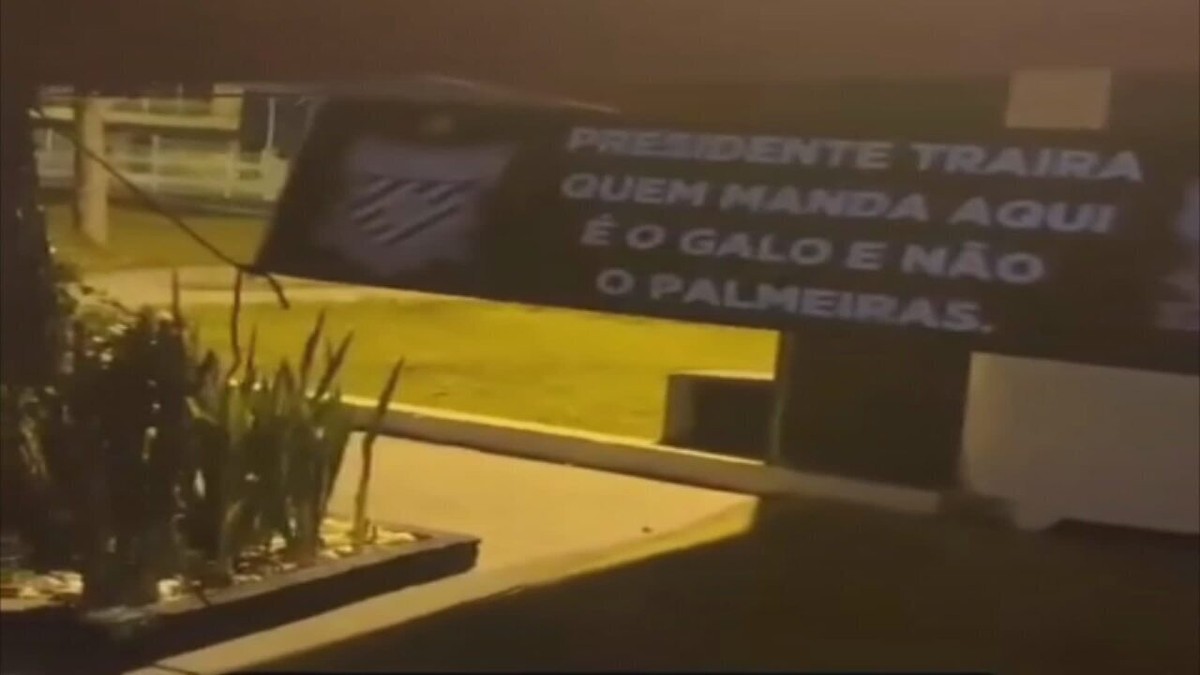 PRESIDENTE TRAIRA
QUEM MANDA AQUI
É O GALO E NÃO
O PALMEIRAS.